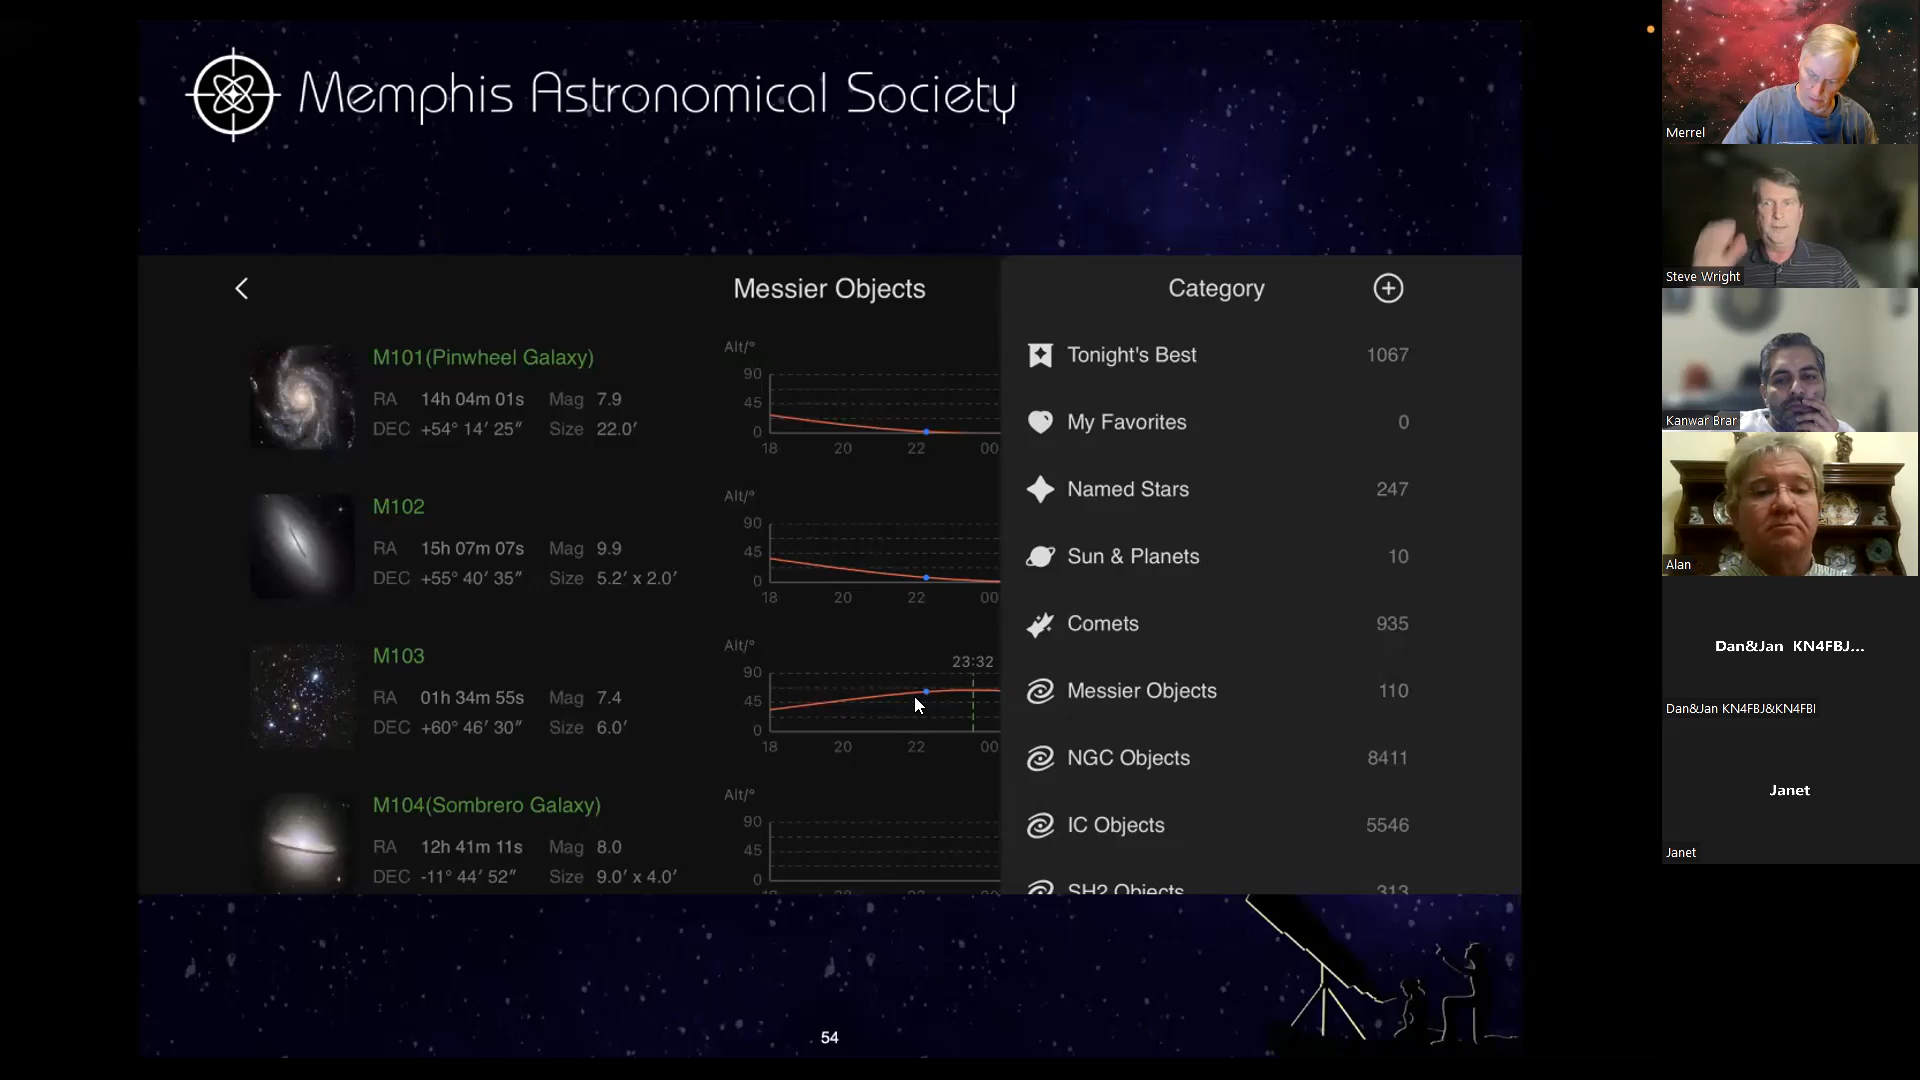 Memphis Astronomical Society
Messier Objects
M101(Pinwheel Galaxy)
RA 14h 04m 01s Mag 7.9
DEC +54° 14′ 25″ Size 22.0′
Alt/°
90
45
0
18 20 22 00
M102
RA 15h 07m 07s Mag 9.9
DEC +55° 40′ 35″ Size 5.2′ x 2.0′
Alt/°
90
45
0
18 20 22 00
M103
RA 01h 34m 55s Mag 7.4
DEC +60° 46′ 30″ Size 6.0′
Alt/°
23:32
90
45
0
18 20 22 00
M104(Sombrero Galaxy)
RA 12h 41m 11s Mag 8.0
DEC -11° 44′ 52″ Size 9.0′ x 4.0′
Alt/°
90
45
0
Category
Tonight's Best 1067
My Favorites 0
Named Stars 247
Sun & Planets 10
Comets 935
Messier Objects 110
NGC Objects 8411
IC Objects 5546
SH2 Objects 313
54
Merrel
Steve Wright
Kanwar Brar
Alan
Dan&Jan KN4FBJ...
Dan&Jan KN4FBJ&KN4FBI
Janet
Janet